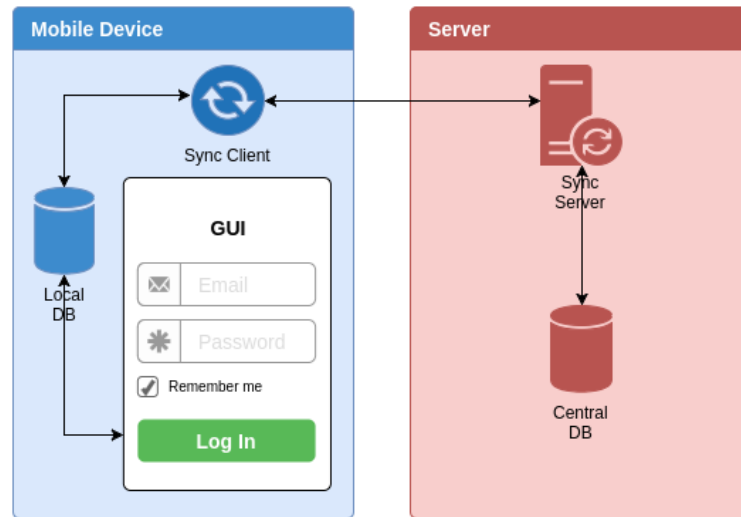 Mobile Device
Server
Sync Client
Sync
Server
GUI
Email
Local
DB
Password
Remember me
Log In
Central
DB